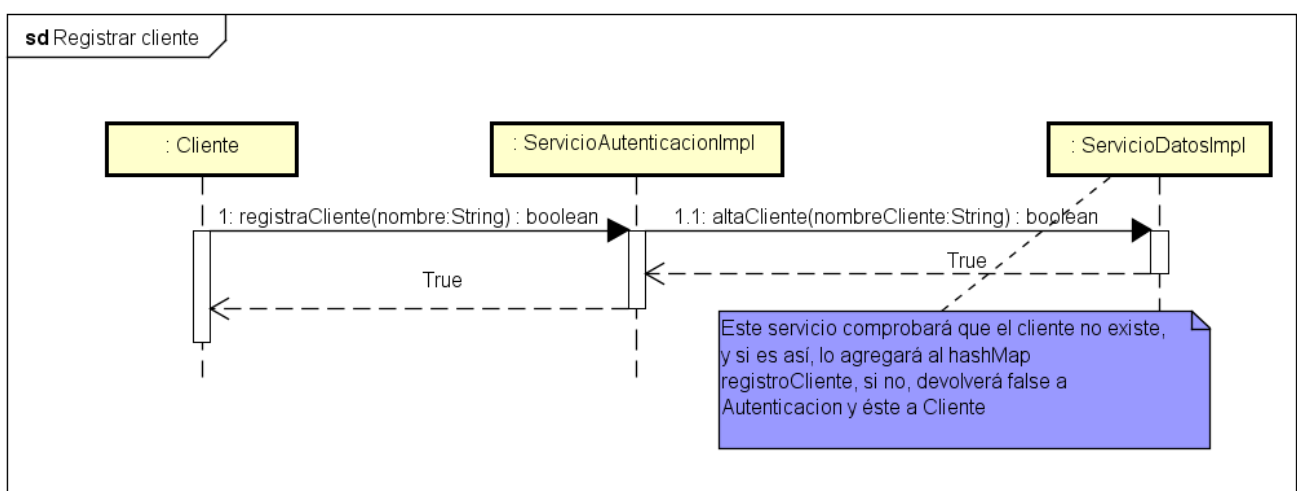 sd Registrar cliente
: Cliente
: ServicioAutenticacionImpl
: ServicioDatosImpl
1: registraCliente(nombre:String) : boolean
1.1: altaCliente(nombreCliente:String) : boolean
True
True
Este servicio comprobará que el cliente no existe,
y si es así, lo agregará al hashMap
registroCliente, si no, devolverá false a
Autenticacion y éste a Cliente